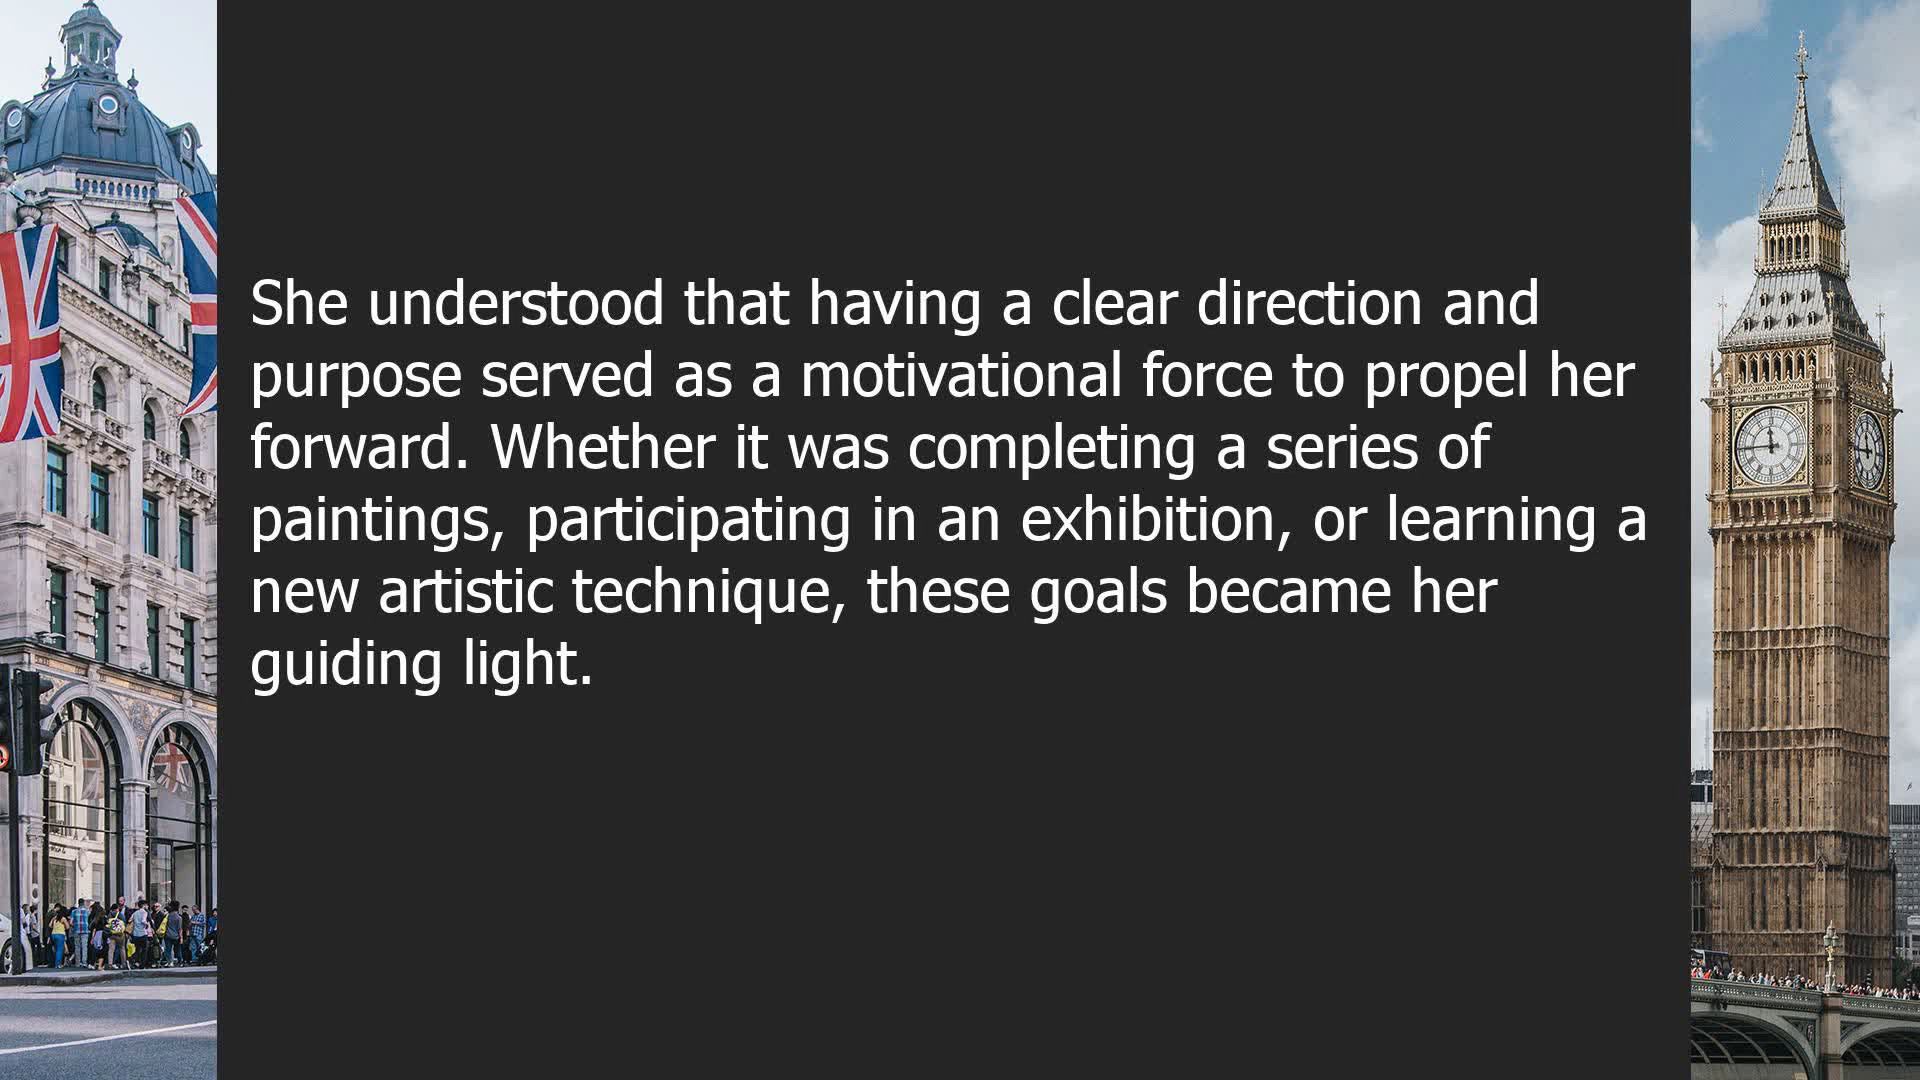 She understood that having a clear direction and
purpose served as a motivational force to propel her
forward. Whether it was completing a series of
paintings, participating in an exhibition, or learning a
new artistic technique, these goals became her
guiding light.